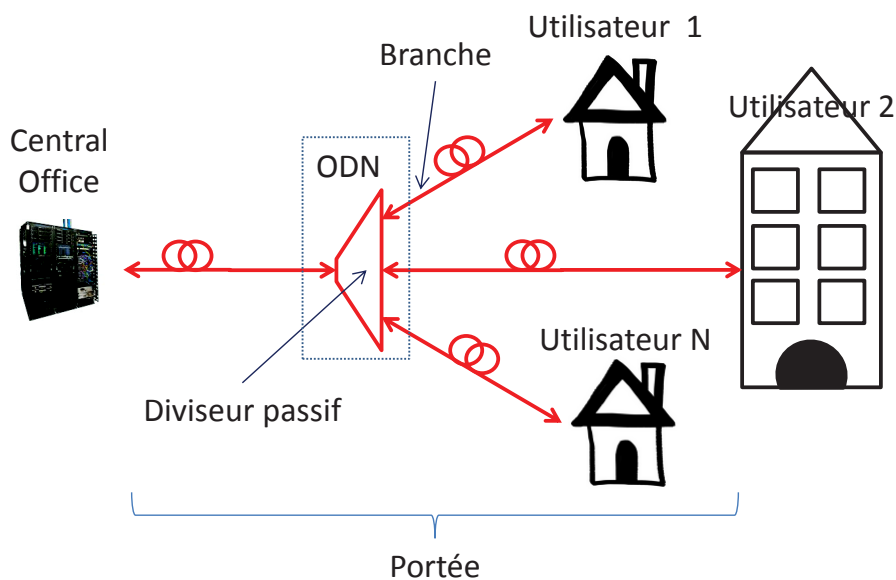 Utilisateur 1
Branche
Utilisateur 2
Central
Office
ODN
Utilisateur N
Diviseur passif
Portée